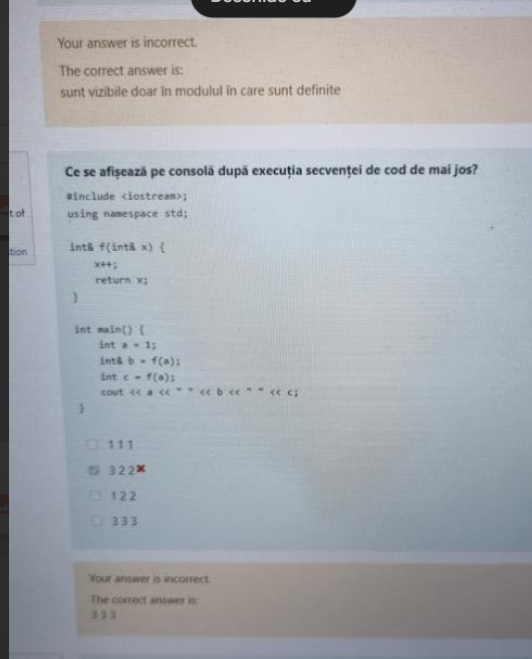 Your answer is incorrect.
The correct answer is:
sunt vizibile doar în modulul în care sunt definite
t of
tion
Ce se afișează pe consolă după execuția secvenței de cod de mai jos?
#include <iostream>;
using namespace std;
int& f(int& x) {
x++;
return x;
}
int main() {
int a = 1;
int& b = f(a);
int c = f(a);
cout << a << " " << b << " " << c;
}
1 1 1
3 2 2 ✖
1 2 2
3 3 3
Your answer is incorrect.
The correct answer is:
3 3 3